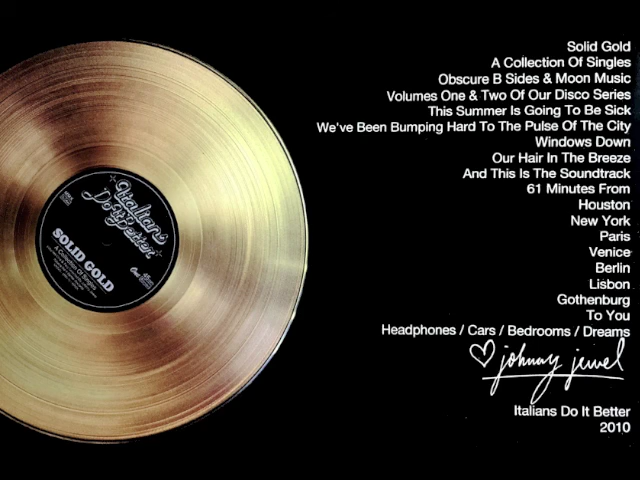 Italians
Do It Better
SOLID GOLD
A Collection Of Singles
Solid Gold
A Collection Of Singles
Obscure B Sides & Moon Music
Volumes One & Two Of Our Disco Series
This Summer Is Going To Be Sick
We've Been Bumping Hard To The Pulse Of The City
Windows Down
Our Hair In The Breeze
And This Is The Soundtrack
61 Minutes From
Houston
New York
Paris
Venice
Berlin
Lisbon
Gothenburg
To You
Headphones / Cars / Bedrooms / Dreams
johnny jewel
Italians Do It Better
2010